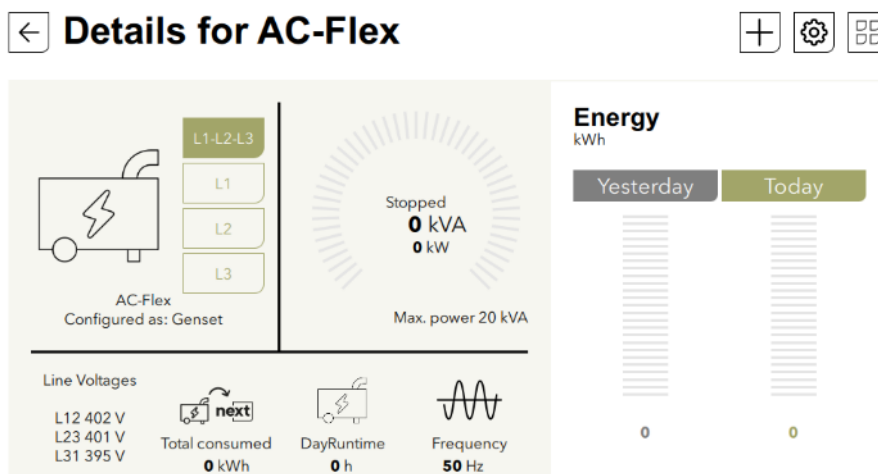 Details for AC-Flex
L1-L2-L3
L1
L2
L3
AC-Flex
Configured as: Genset
Stopped
0 kVA
0 kW
Max. power 20 kVA
Line Voltages
L12 402 V
L23 401 V
L31 395 V
next
Total consumed
0 kWh
DayRuntime
0 h
Frequency
50 Hz
Energy
kWh
Yesterday
Today
0
0